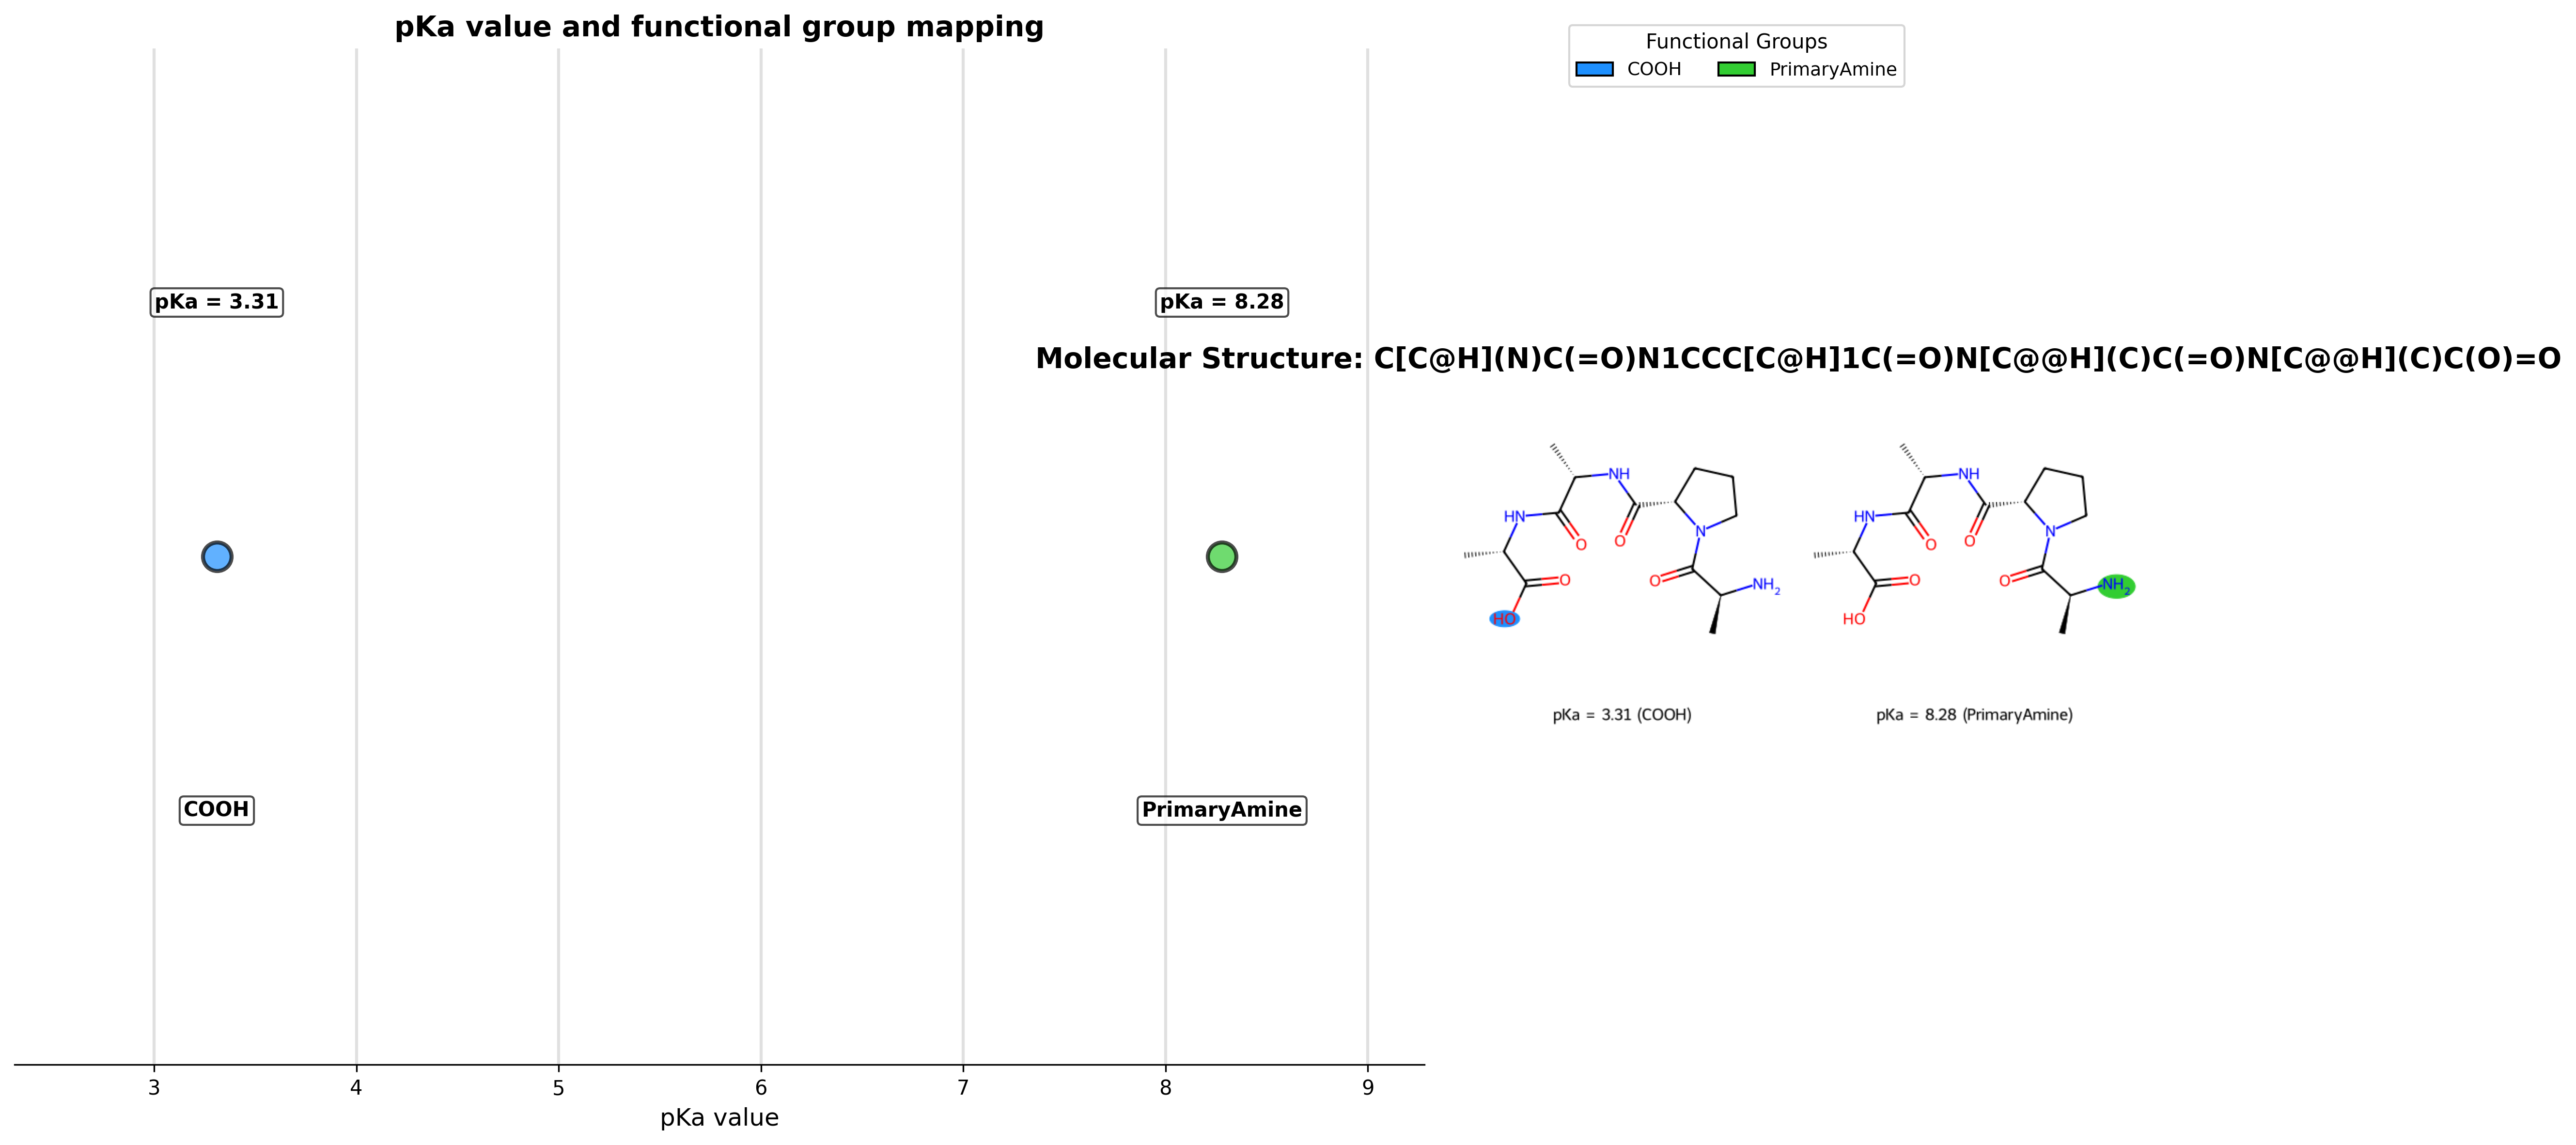 pKa value and functional group mapping
Functional Groups
COOH PrimaryAmine
pKa = 3.31
pKa = 8.28
Molecular Structure: C[C@H](N)C(=O)N1CCC[C@H]1C(=O)N[C@@H](C)C(=O)N[C@@H](C)C(O)=O
COOH
PrimaryAmine
3 4 5 6 7 8 9
pKa value
NH
HN
O
O
N
O
O
NH2
HO
pKa = 3.31 (COOH)
NH
HN
O
O
N
O
O
NH2
HO
pKa = 8.28 (PrimaryAmine)